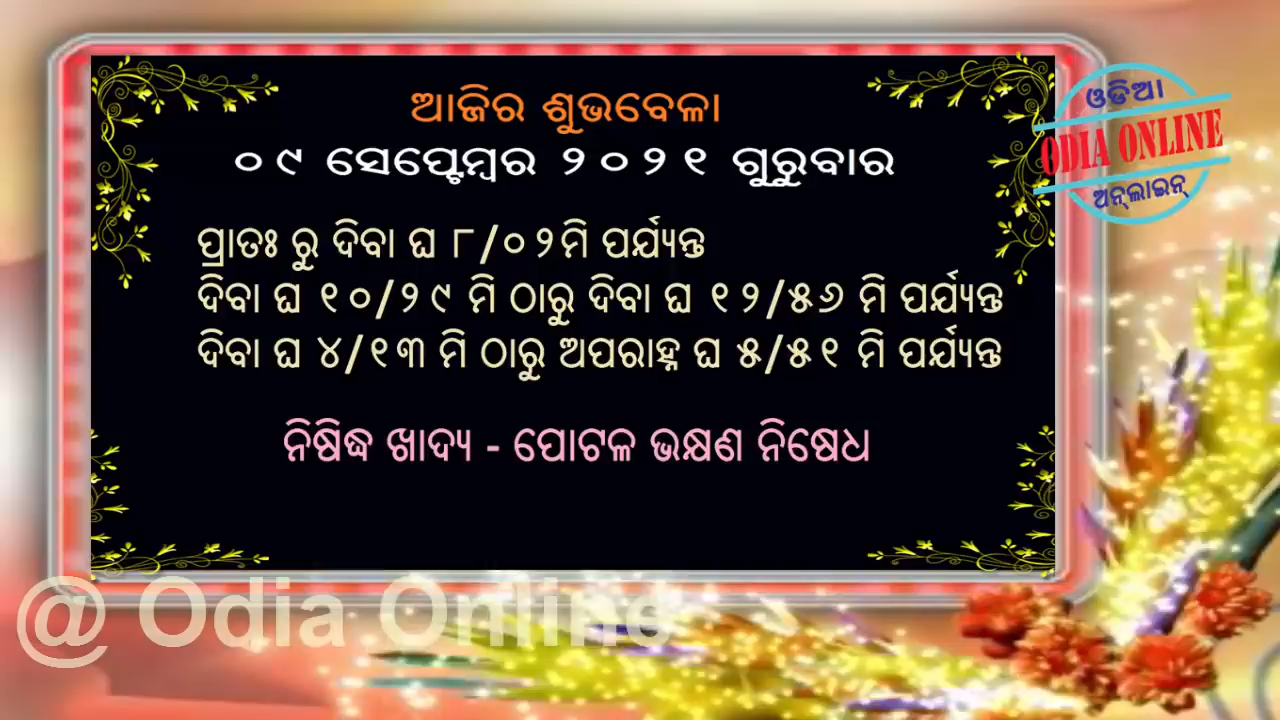 ଆଜିର ଶୁଭବେଳା
୦୯ ସେପ୍ଟେମ୍ବର ୨୦୨୧ ଗୁରୁବାର
ଓଡିଆ
ODIA ONLINE
ଅନ୍‌ଲାଇନ୍
ପ୍ରାତଃ ରୁ ଦିବା ଘ ୮/୦୨ମି ପର୍ଯ୍ୟନ୍ତ
ଦିବା ଘ ୧୦/୨୯ ମି ଠାରୁ ଦିବା ଘ ୧୨/୫୬ ମି ପର୍ଯ୍ୟନ୍ତ
ଦିବା ଘ ୪/୧୩ ମି ଠାରୁ ଅପରାହ୍ନ ଘ ୫/୫୧ ମି ପର୍ଯ୍ୟନ୍ତ
ନିଷିଦ୍ଧ ଖାଦ୍ୟ - ପୋଟଳ ଭକ୍ଷଣ ନିଷେଧ
@ Odia Online